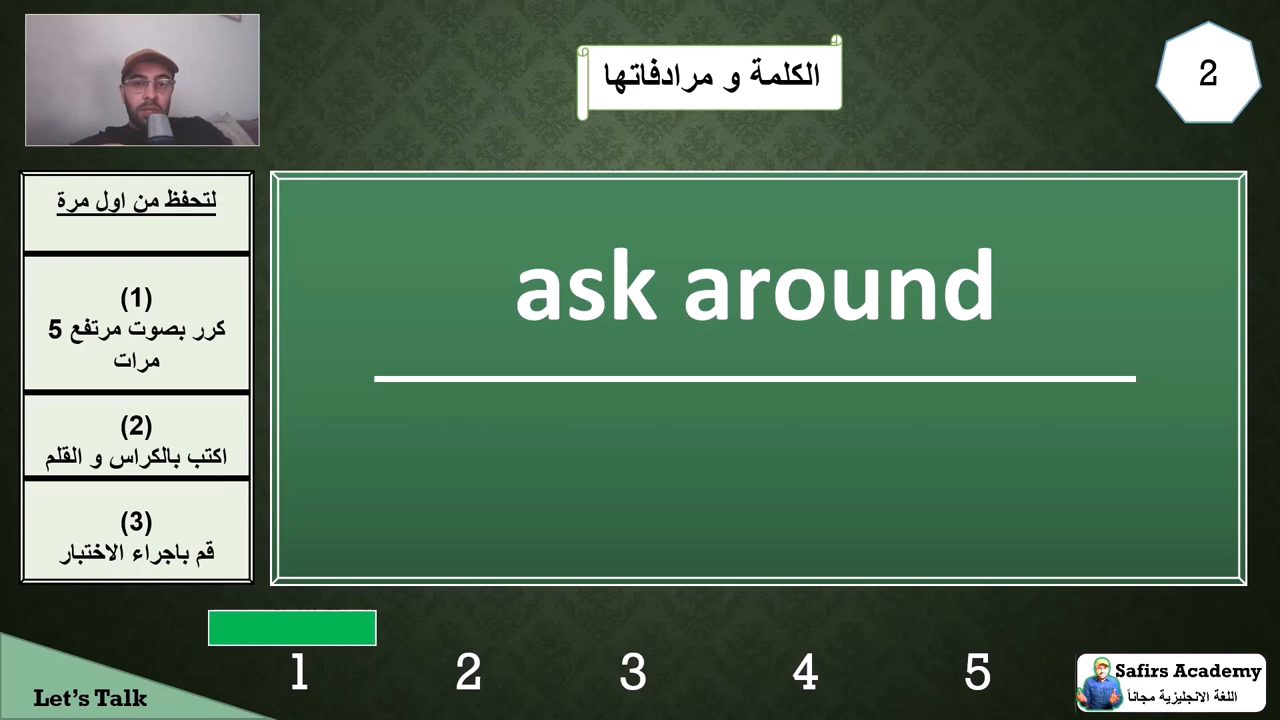 الكلمة و مرادفاتها
2
لتحفظ من اول مرة
(1)
كرر بصوت مرتفع 5
مرات
(2)
اكتب بالكراس و القلم
(3)
قم باجراء الاختبار
ask around
1 2 3 4 5
Let's Talk
Safirs Academy
اللغة الانجليزية مجاناً